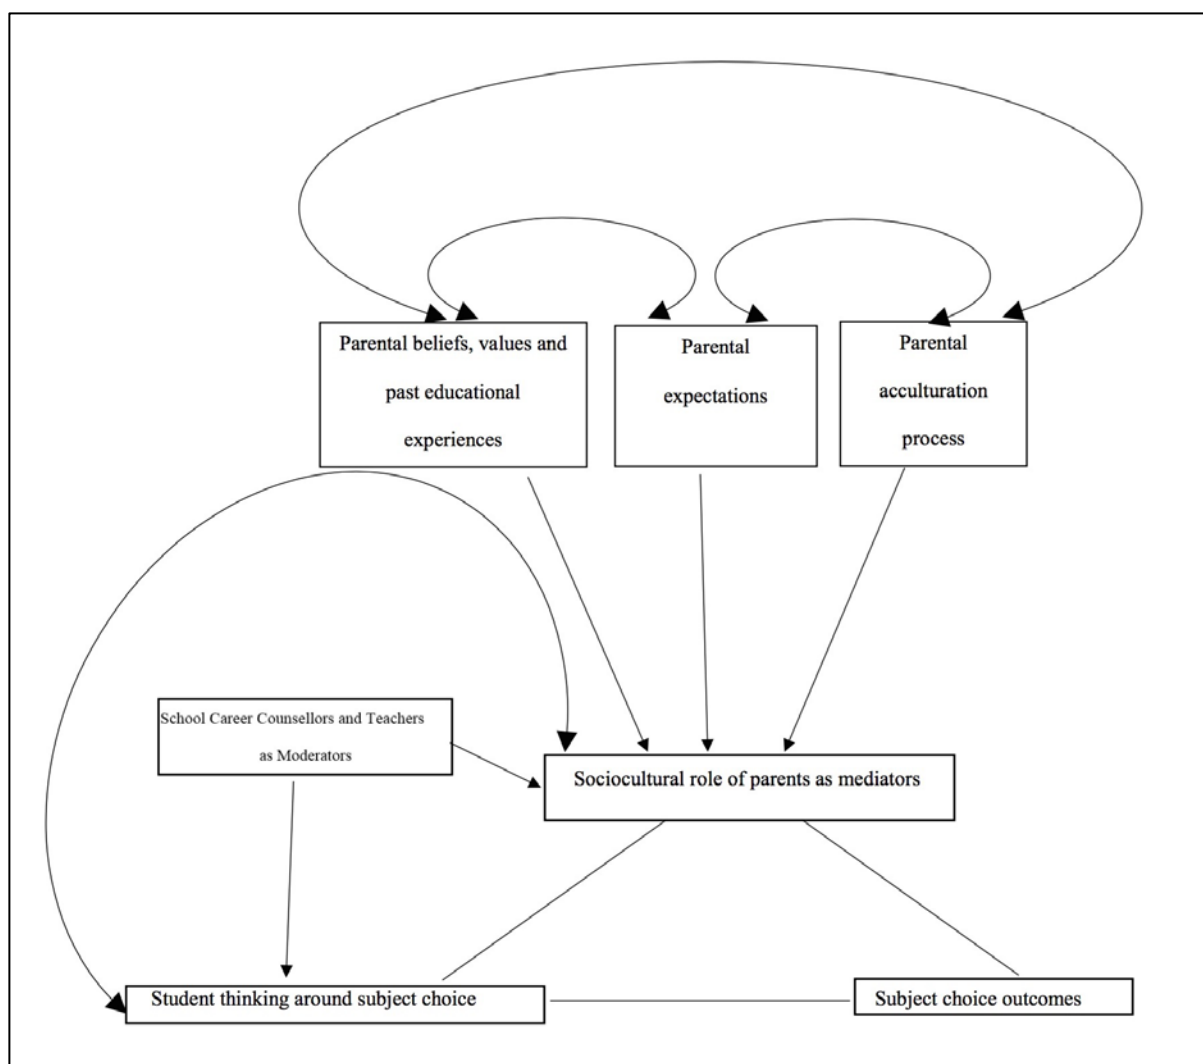 Parental beliefs, values and
past educational
experiences
Parental
expectations
Parental
acculturation
process
School Career Counsellors and Teachers
as Moderators
Sociocultural role of parents as mediators
Student thinking around subject choice
Subject choice outcomes